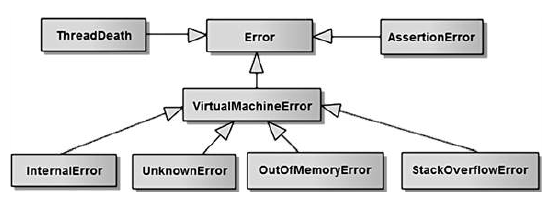 ThreadDeath
Error
AssertionError
VirtualMachineError
InternalError
UnknownError
OutOfMemoryError
StackOverflowError